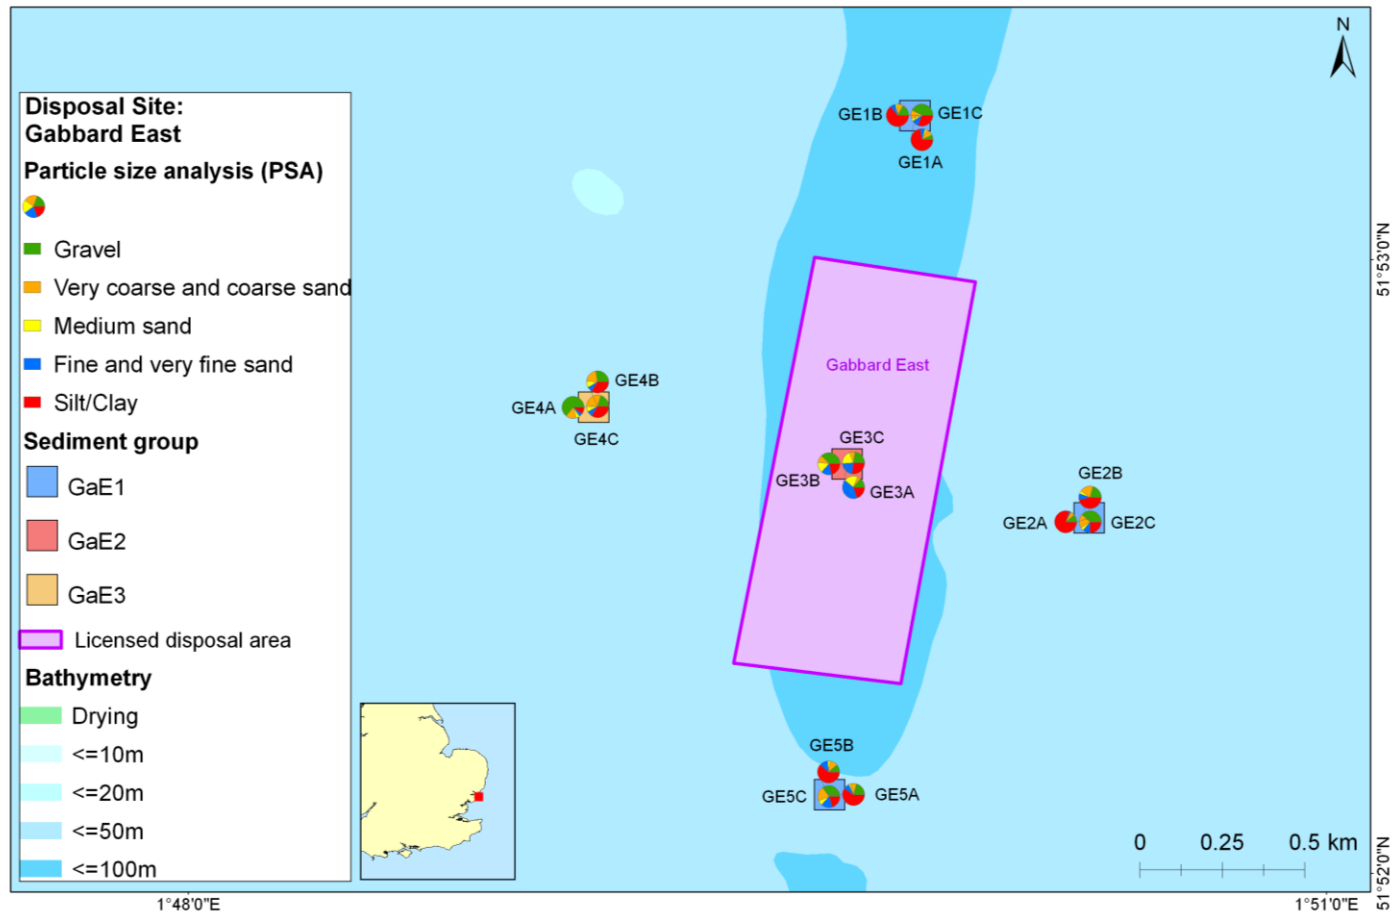 Disposal Site:
Gabbard East
Particle size analysis (PSA)
Gravel
Very coarse and coarse sand
Medium sand
Fine and very fine sand
Silt/Clay
Sediment group
GaE1
GaE2
GaE3
Licensed disposal area
Bathymetry
Drying
<=10m
<=20m
<=50m
<=100m
N
GE1B
GE1C
GE1A
51°53'0"N
Gabbard East
GE4B
GE4A
GE4C
GE3C
GE3B
GE3A
GE2B
GE2A
GE2C
GE5B
GE5C
GE5A
0 0.25 0.5 km
51°52'0"N
1°48'0"E
1°51'0"E